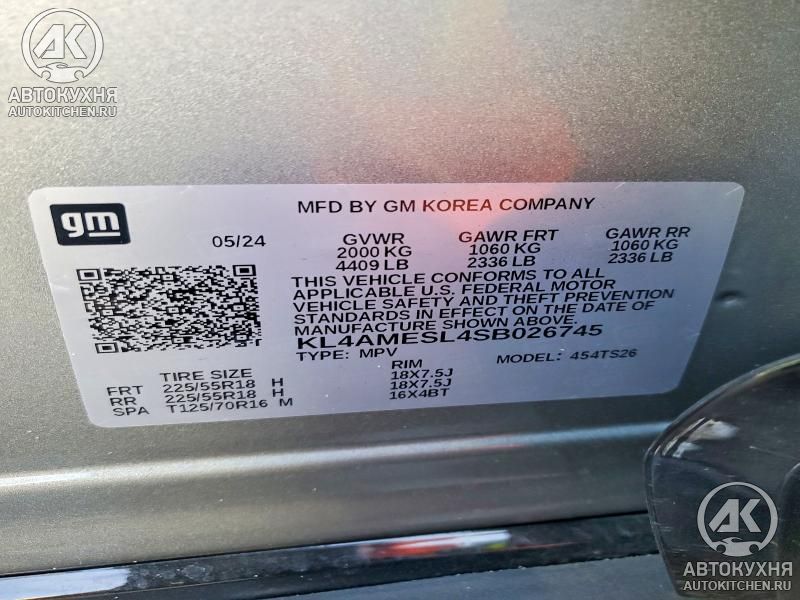 AK
АВТОКУХНЯ
AUTOKITCHEN.RU
gm
MFD BY GM KOREA COMPANY
05/24
GVWR GAWR FRT GAWR RR
2000 KG 1060 KG 1060 KG
4409 LB 2336 LB 2336 LB
THIS VEHICLE CONFORMS TO ALL
APPLICABLE U.S. FEDERAL MOTOR
VEHICLE SAFETY AND THEFT PREVENTION
STANDARDS IN EFFECT ON THE DATE OF
MANUFACTURE SHOWN ABOVE
KL4AMESL4SB026745
TYPE: MPV MODEL: 454TS26
TIRE SIZE RIM
FRT 225/55R18 H 18X7.5J
RR 225/55R18 H 18X7.5J
SPA T125/70R16 M 16X4BT
AK
АВТОКУХНЯ
AUTOKITCHEN.RU